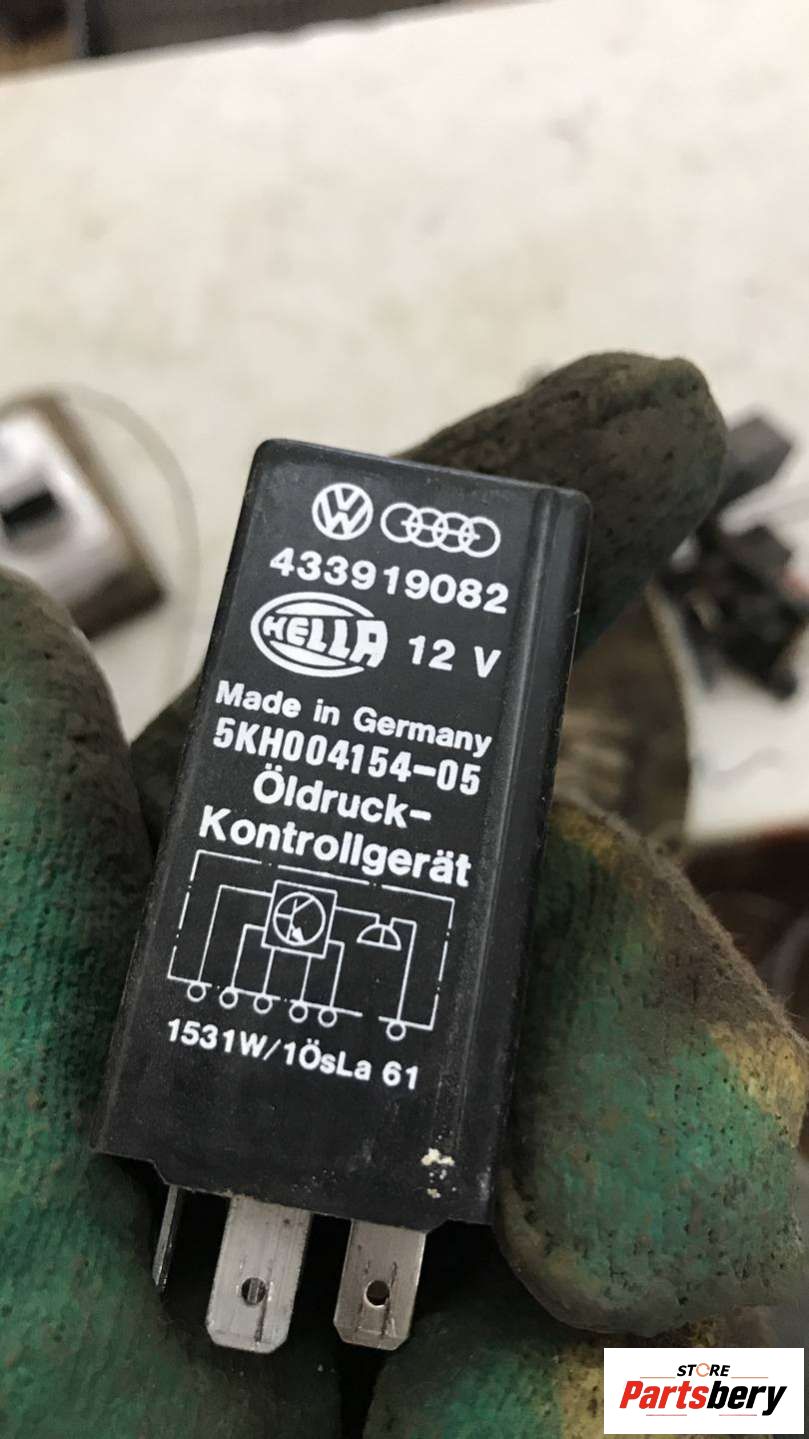 433919082
HELLA 12 V
Made in Germany
5KH004154-05
Öldruck-
Kontrollgerät
1531W/1ÖsLa 61
STORE
Partsbery